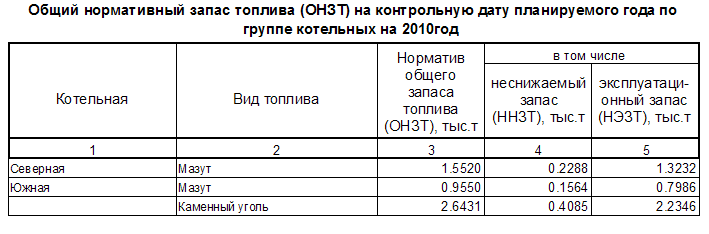 Общий нормативный запас топлива (ОНЗТ) на контрольную дату планируемого года по
группе котельных на 2010год
Котельная
Вид топлива
Норматив
общего
запаса
топлива
(ОНЗТ), тыс.т
в том числе
неснижаемый
запас
(ННЗТ), тыс.т
эксплуатаци-
онный запас
(НЭЗТ), тыс.т
1 2 3 4 5
Северная Мазут 1.5520 0.2288 1.3232
Южная Мазут 0.9550 0.1564 0.7986
Каменный уголь 2.6431 0.4085 2.2346